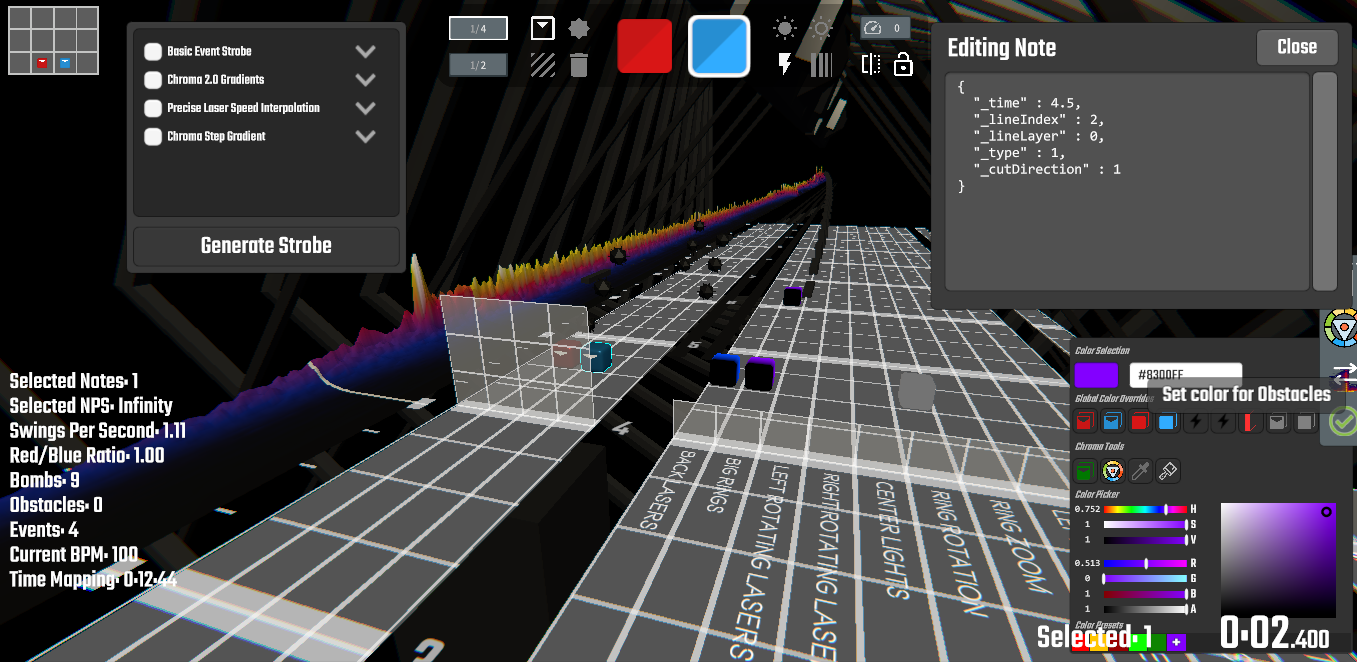 1/4
1/2
0
Basic Event Strobe
Chroma 2.0 Gradients
Precise Laser Speed Interpolation
Chroma Step Gradient
Generate Strobe
Editing Note
Close
{
"_time" : 4.5,
"_lineIndex" : 2,
"_lineLayer" : 0,
"_type" : 1,
"_cutDirection" : 1
}
Selected Notes: 1
Selected NPS: Infinity
Swings Per Second: 1.11
Red/Blue Ratio: 1.00
Bombs: 9
Obstacles: 0
Events: 4
Current BPM: 100
Time Mapping: 0:12:44
5
4
3
BACK LASERS
BIG RINGS
LEFT ROTATING LASERS
RIGHT ROTATING LASERS
CENTER LIGHTS
RING ROTATION
RING ZOOM
Color Selection
#8300FF
Set color for Obstacles
Global Color Overrides
Chroma Tools
Color Picker
0.752 H
1 S
1 V
0.513 R
0 G
1 B
1 A
Color Presets
+
Selected: 1
0:02.400